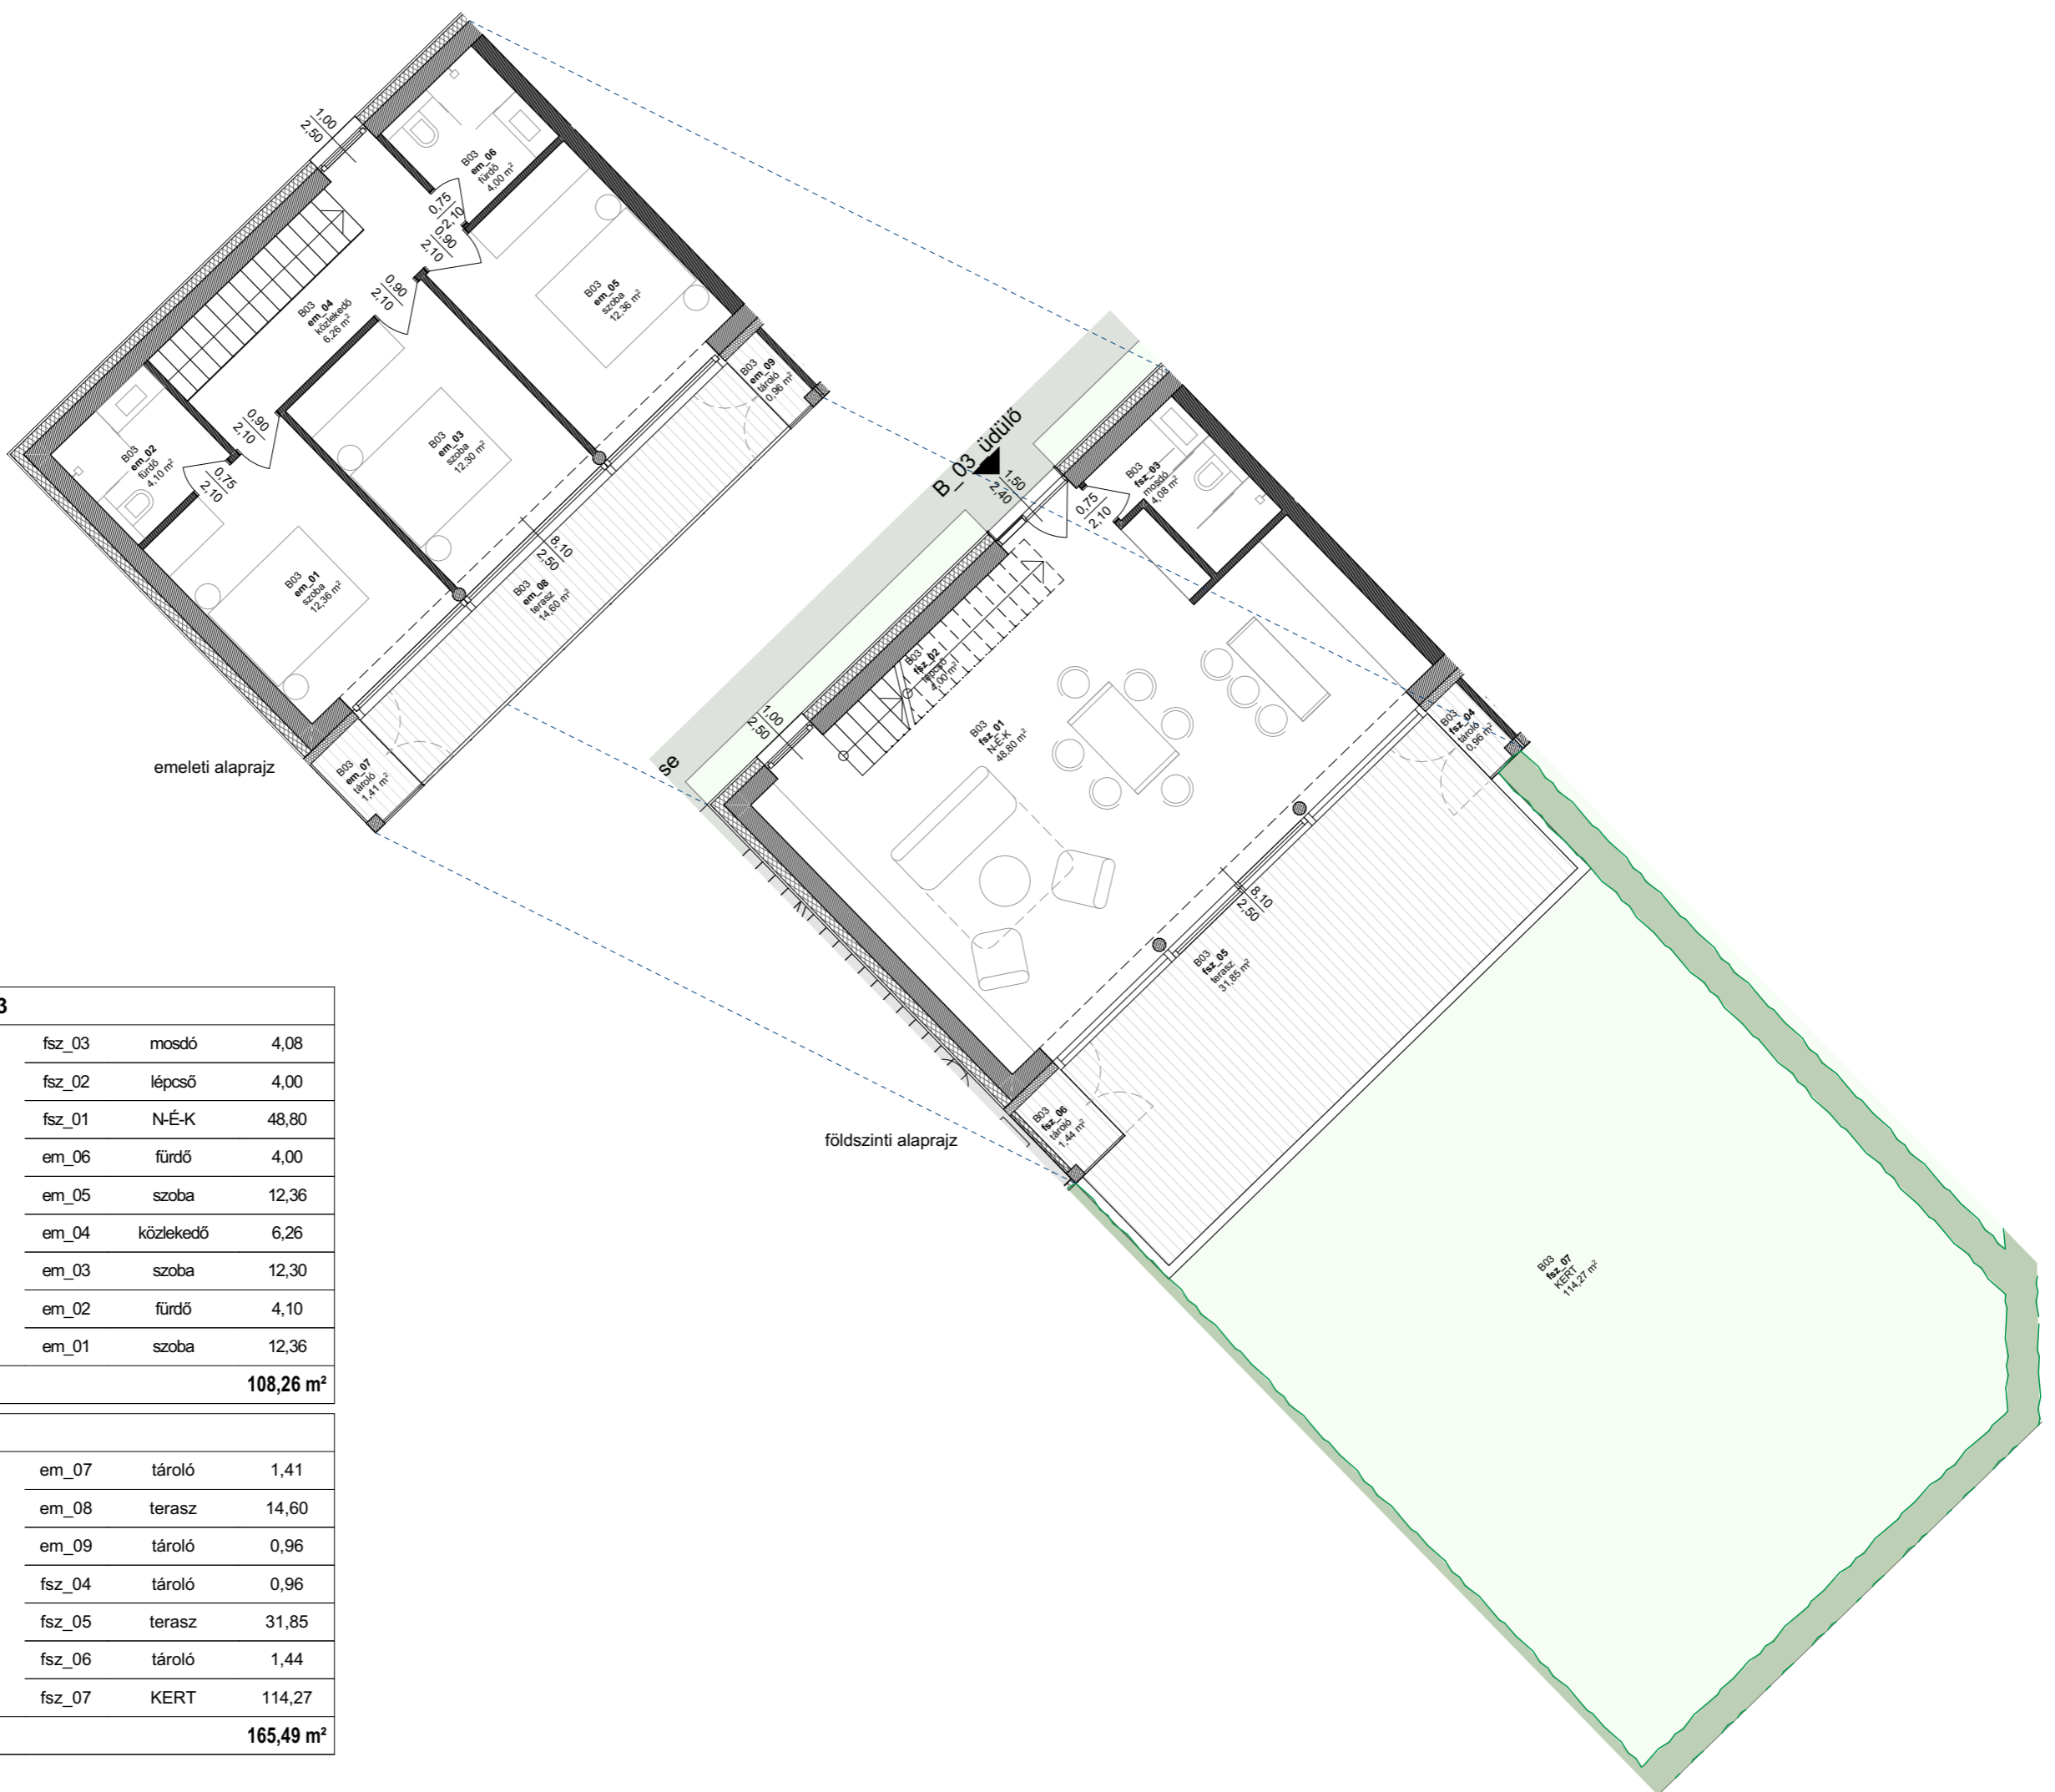 1,00
2,50
B03
em_06
fürdő
4,00 m²
0,75
2,10
0,90
2,10
B03
em_05
szoba
12,36 m²
0,90
2,10
B03
em_04
közlekedő
6,26 m²
B03
em_09
tároló
0,96 m²
0,90
2,10
B03
em_03
szoba
12,30 m²
B03
em_02
fürdő
4,10 m²
0,75
2,10
8,10
2,50
B03
em_08
terasz
14,60 m²
B03
em_01
szoba
12,36 m²
B03
em_07
tároló
1,41 m²
emeleti alaprajz
B_03 üdülő
1,50
2,40
B03
fsz_03
mosdó
4,08 m²
0,75
2,10
B03
fsz_02
lépcső
4,00 m²
1,00
2,50
se
B03
fsz_01
N-É-K
48,80 m²
B03
fsz_04
tároló
0,96 m²
8,10
2,50
B03
fsz_05
terasz
31,85 m²
B03
fsz_06
tároló
1,44 m²
földszinti alaprajz
B03
fsz_07
KERT
114,27 m²
3
fsz_03 mosdó 4,08
fsz_02 lépcső 4,00
fsz_01 N-É-K 48,80
em_06 fürdő 4,00
em_05 szoba 12,36
em_04 közlekedő 6,26
em_03 szoba 12,30
em_02 fürdő 4,10
em_01 szoba 12,36
108,26 m²
em_07 tároló 1,41
em_08 terasz 14,60
em_09 tároló 0,96
fsz_04 tároló 0,96
fsz_05 terasz 31,85
fsz_06 tároló 1,44
fsz_07 KERT 114,27
165,49 m²